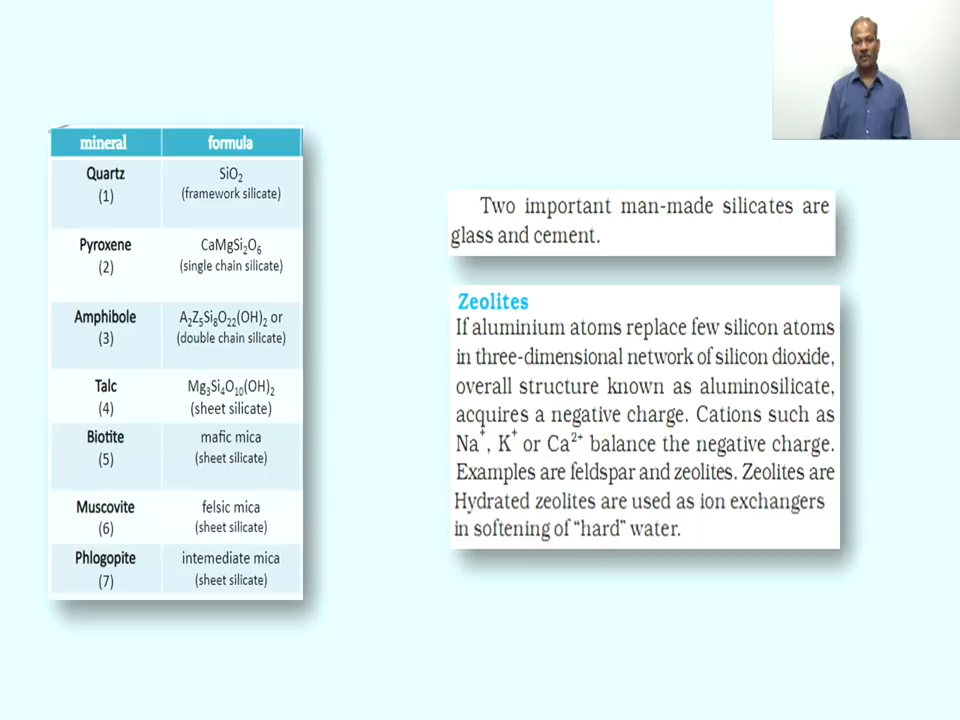 mineral formula
Quartz SiO₂
(1) (framework silicate)
Pyroxene CaMgSi₂O₆
(2) (single chain silicate)
Amphibole A₂Z₅Si₈O₂₂(OH)₂ or
(3) (double chain silicate)
Talc Mg₃Si₄O₁₀(OH)₂
(4) (sheet silicate)
Biotite mafic mica
(5) (sheet silicate)
Muscovite felsic mica
(6) (sheet silicate)
Phlogopite intemediate mica
(7) (sheet silicate)
Two important man-made silicates are
glass and cement.
Zeolites
If aluminium atoms replace few silicon atoms
in three-dimensional network of silicon dioxide,
overall structure known as aluminosilicate,
acquires a negative charge. Cations such as
Na⁺, K⁺ or Ca²⁺ balance the negative charge.
Examples are feldspar and zeolites. Zeolites are
Hydrated zeolites are used as ion exchangers
in softening of “hard” water.